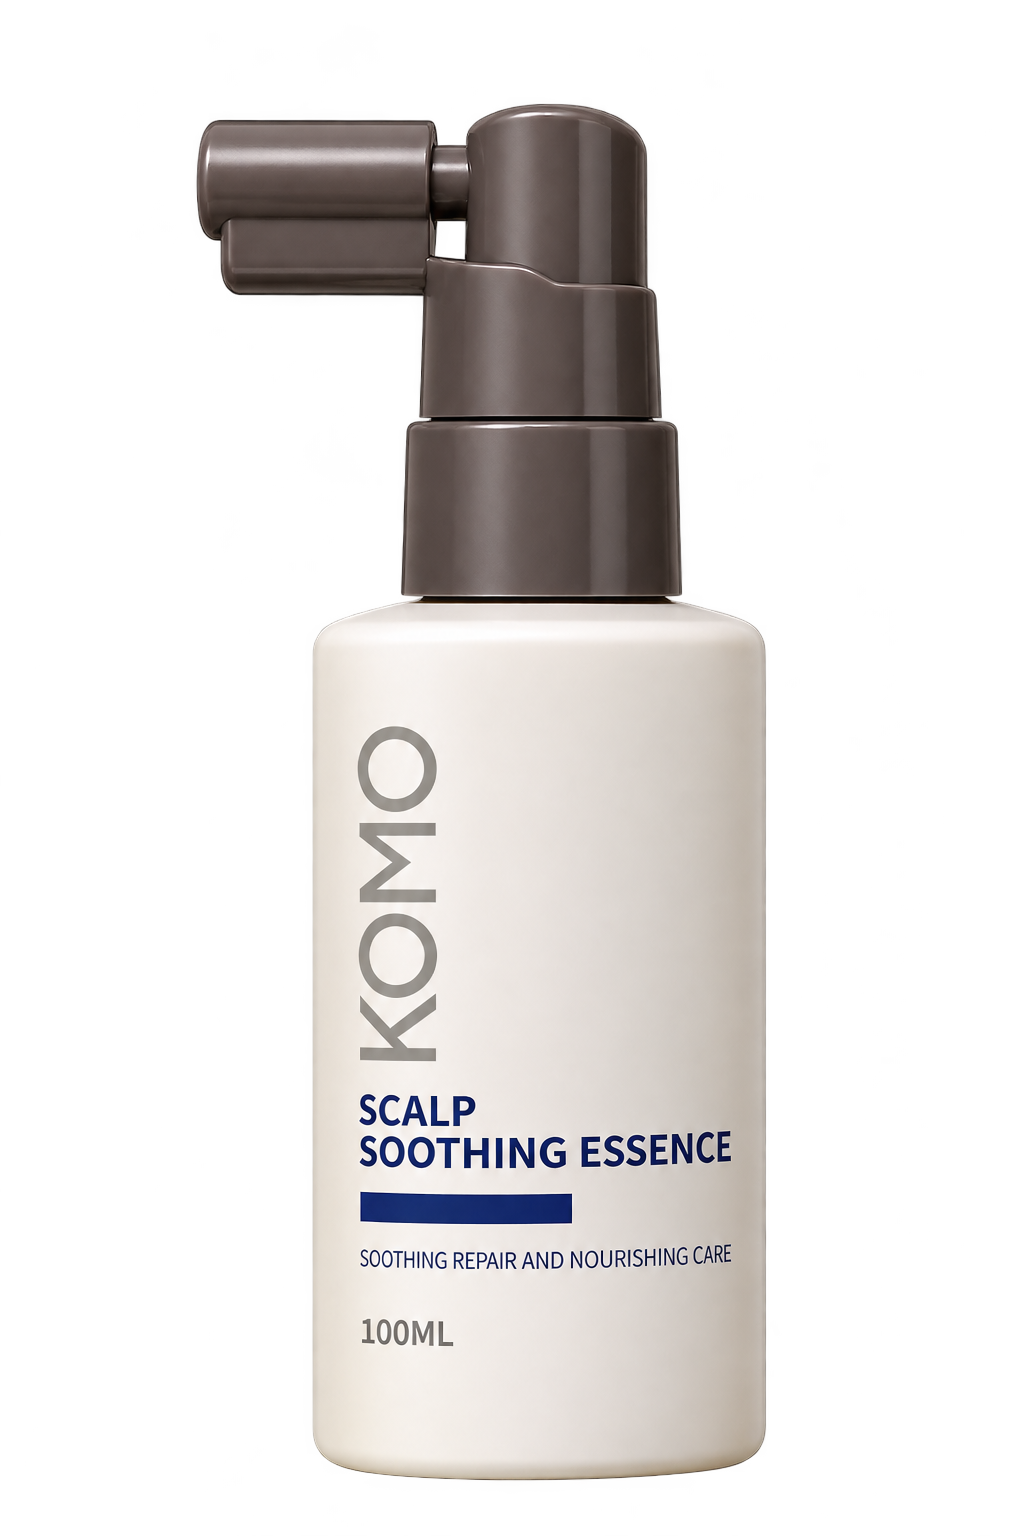 KOMO
SCALP
SOOTHING ESSENCE
SOOTHING REPAIR AND NOURISHING CARE
100ML